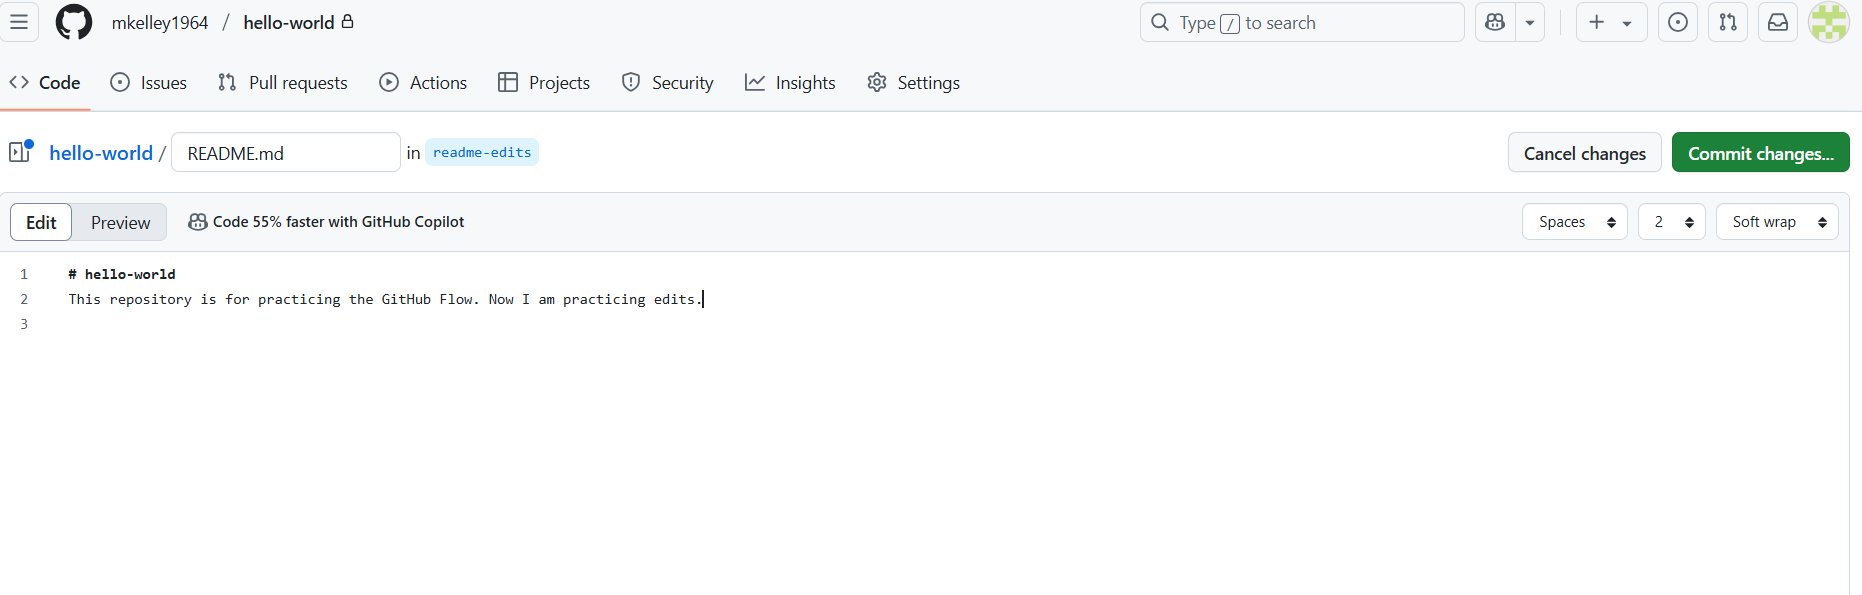 mkelley1964 / hello-world Type / to search
Code Issues Pull requests Actions Projects Security Insights Settings
hello-world / README.md in readme-edits Cancel changes Commit changes...
Edit Preview Code 55% faster with GitHub Copilot Spaces 2 Soft wrap
1 # hello-world
2 This repository is for practicing the GitHub Flow. Now I am practicing edits.
3